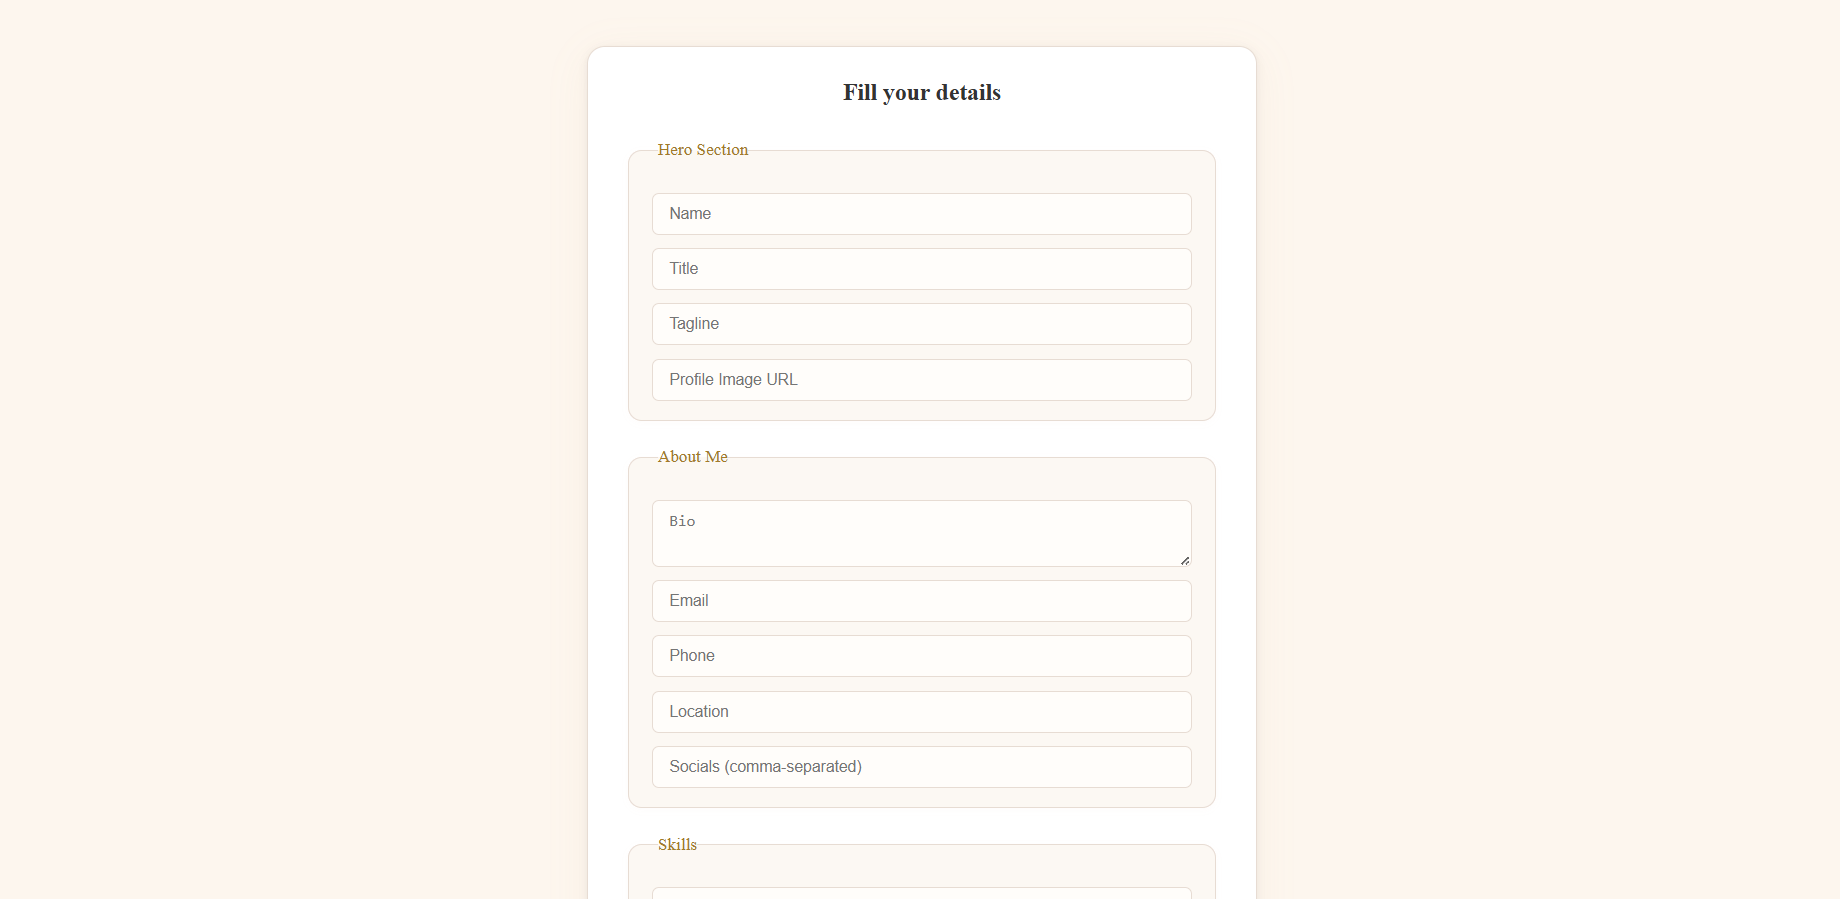 Fill your details
Hero Section
Name
Title
Tagline
Profile Image URL
About Me
Bio
Email
Phone
Location
Socials (comma-separated)
Skills